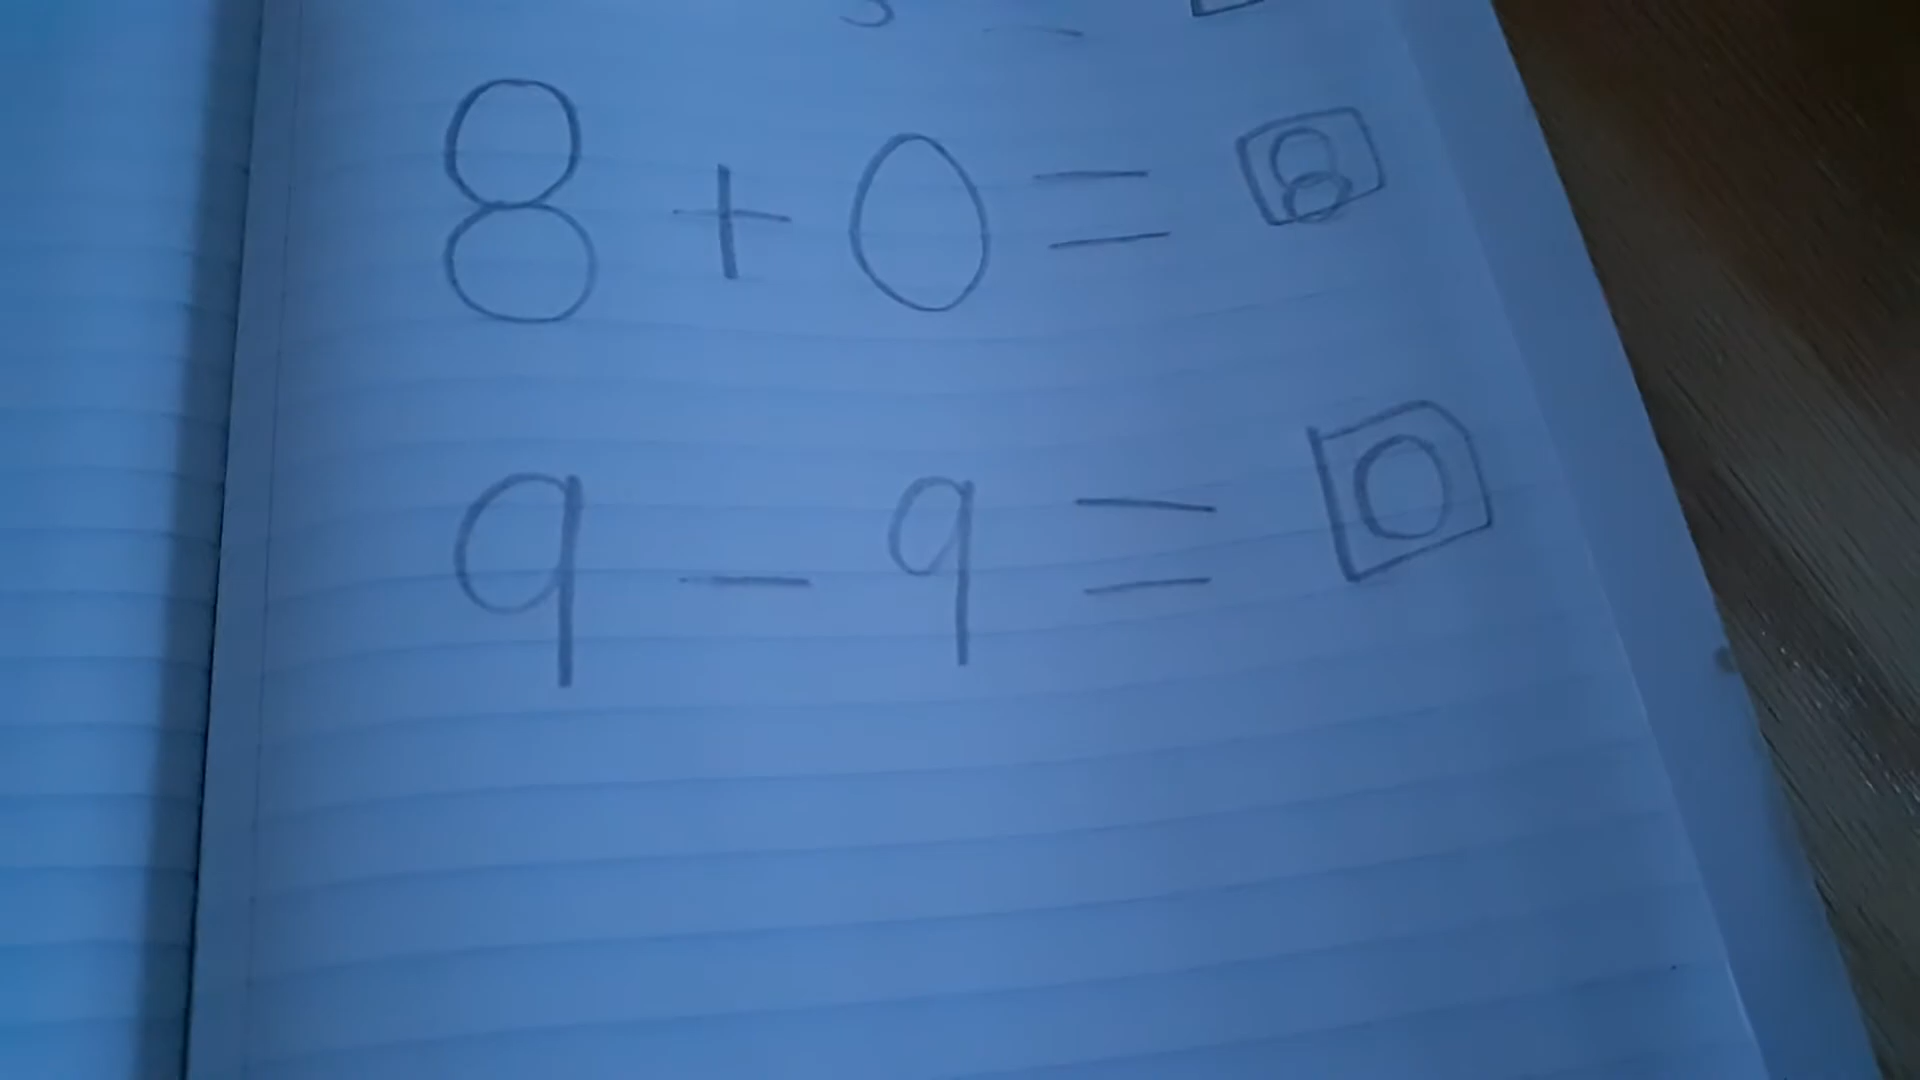 8 + 0 = 8
9 - 9 = 0